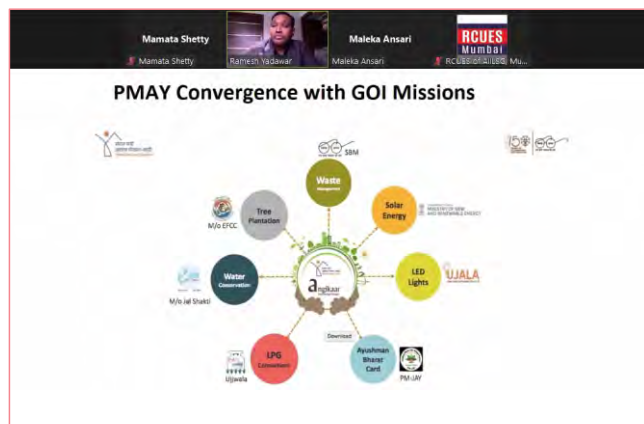 Mamata Shetty
Maleka Ansari
RCUES
Mumbai
Mamata Shetty
Ramesh Yadawar
Maleka Ansari
RCUES of AIILSG, Mu...
PMAY Convergence with GOI Missions
SBM
Waste
Management
Solar
Energy
MINISTRY OF NEW
AND RENEWABLE ENERGY
Tree
Plantation
M/o EFCC
Water
Conservation
M/o Jal Shakti
angikaar
LED
Lights
UJALA
LPG
Connections
Ujjwala
Download
Ayushman
Bharat
Card
PM-JAY